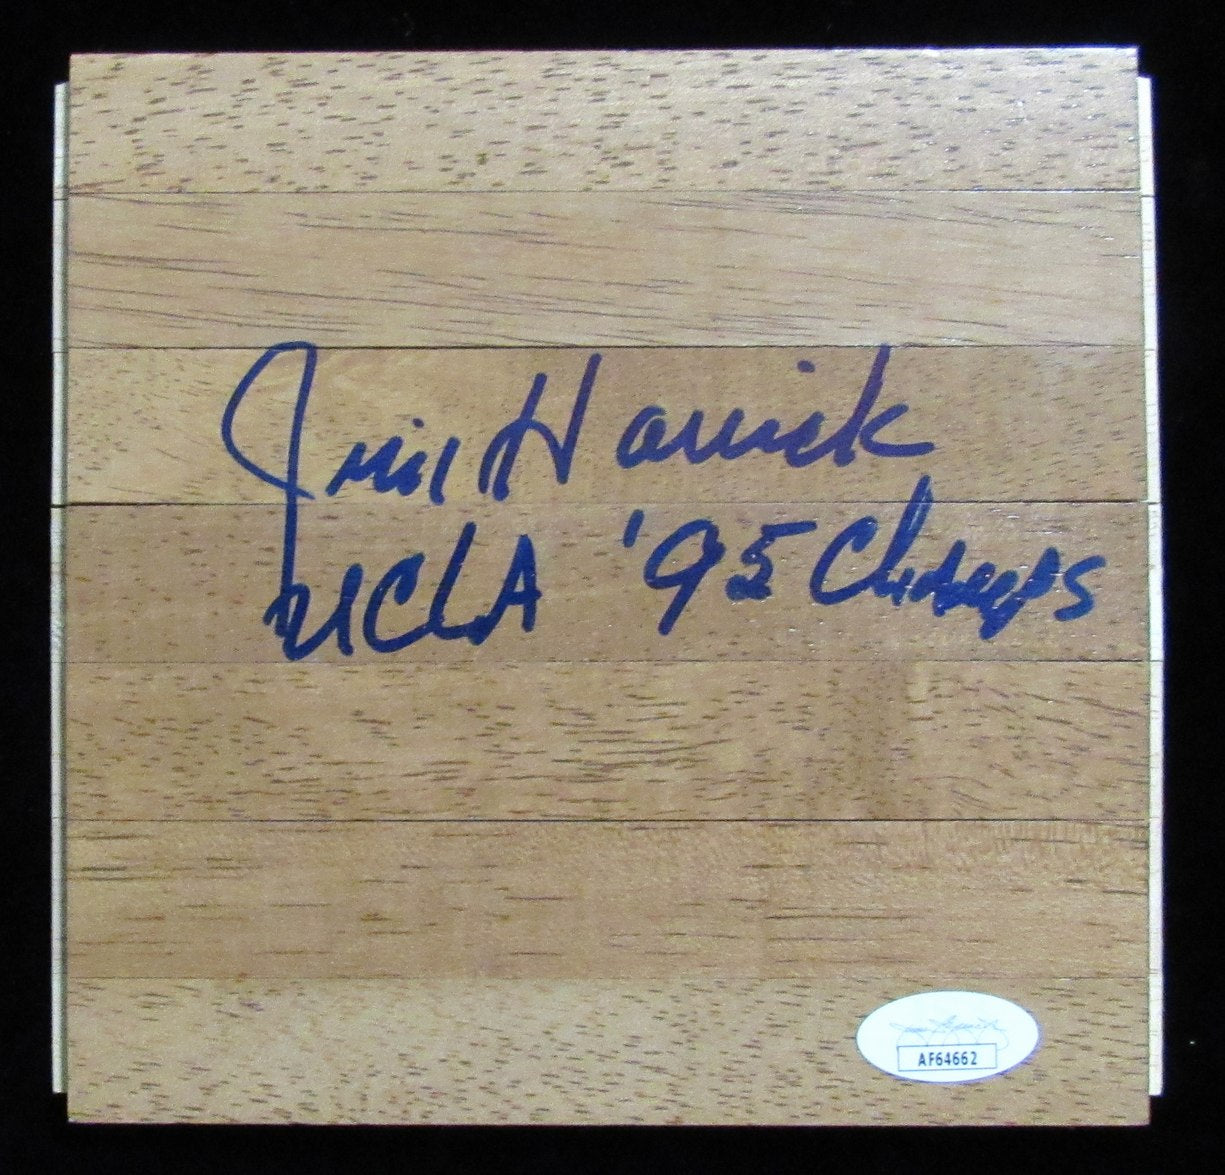 Jim Harrick
UCLA '95 Champs
AF64662